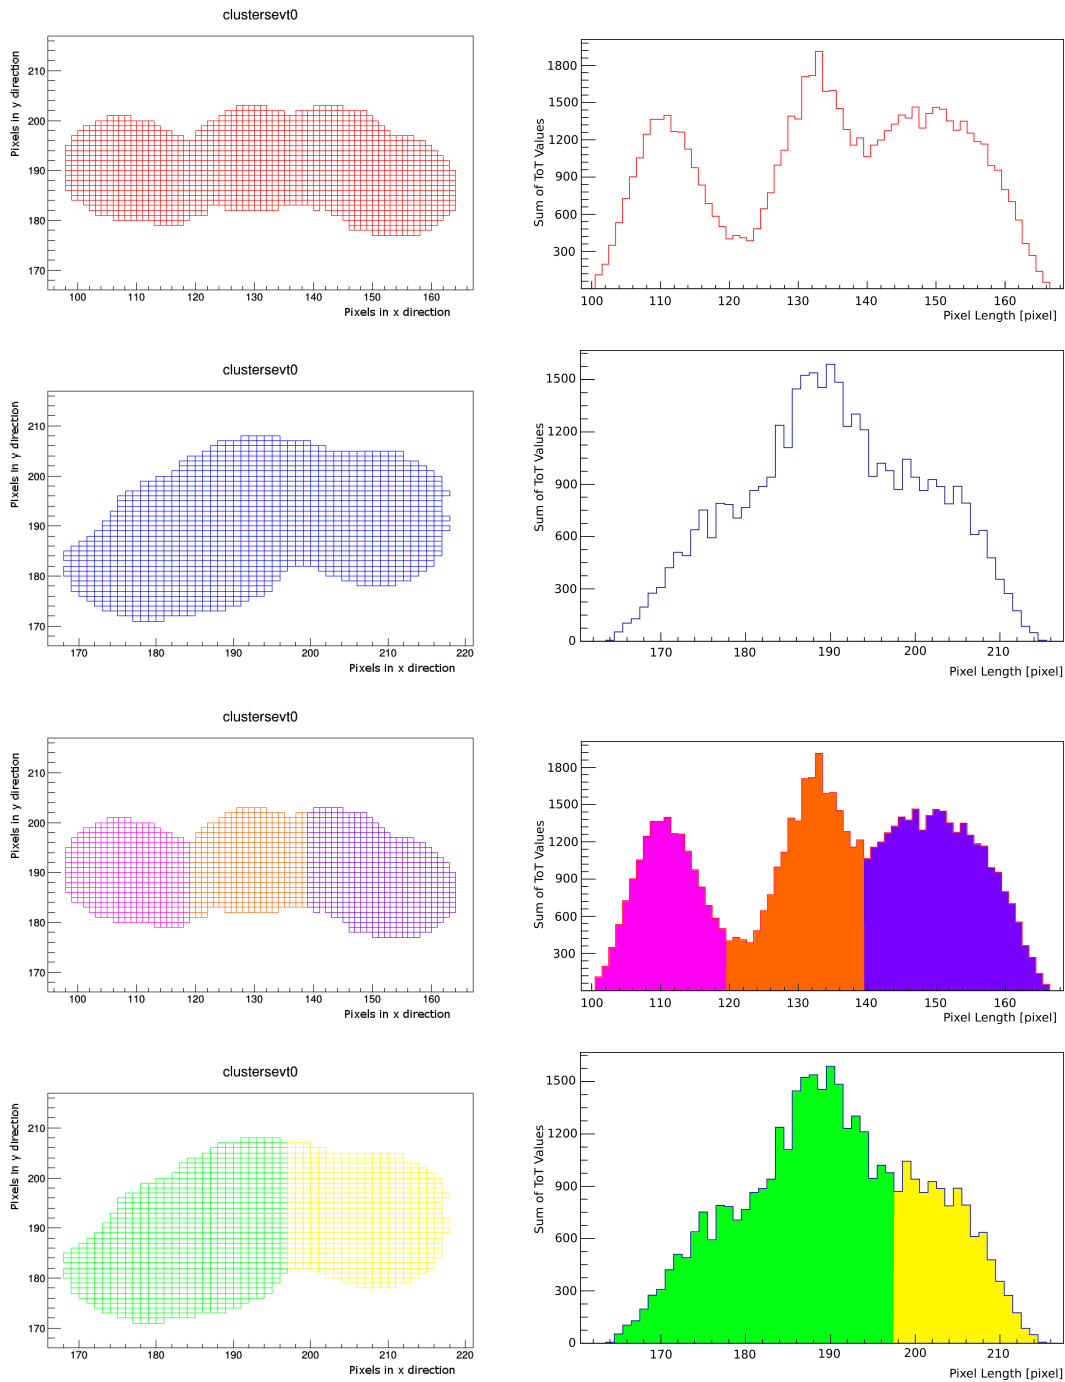 clustersevt0
Pixels in y direction
210
200
190
180
170
100 110 120 130 140 150 160
Pixels in x direction
Sum of ToT Values
1800
1500
1200
900
600
300
100 110 120 130 140 150 160
Pixel Length [pixel]
clustersevt0
Pixels in y direction
210
200
190
180
170
170 180 190 200 210 220
Pixels in x direction
Sum of ToT Values
1500
1200
900
600
300
0
170 180 190 200 210
Pixel Length [pixel]
clustersevt0
Pixels in y direction
210
200
190
180
170
100 110 120 130 140 150 160
Pixels in x direction
Sum of ToT Values
1800
1500
1200
900
600
300
100 110 120 130 140 150 160
Pixel Length [pixel]
clustersevt0
Pixels in y direction
210
200
190
180
170
170 180 190 200 210 220
Pixels in x direction
Sum of ToT Values
1500
1200
900
600
300
0
170 180 190 200 210
Pixel Length [pixel]